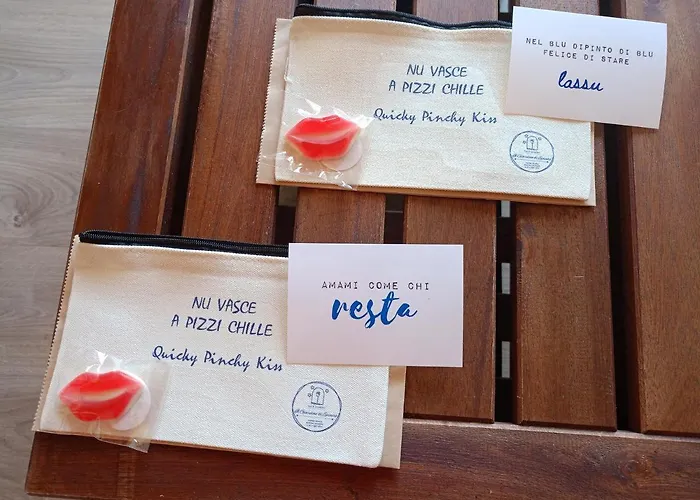 NU VASCE
A PIZZI CHILLE
Quicky Pinchy Kiss
NEL BLU DIPINTO DI BLU
FELICE DI STARE
lassu
NU VASCE
A PIZZI CHILLE
Quicky Pinchy Kiss
AMAMI COME CHI
resta